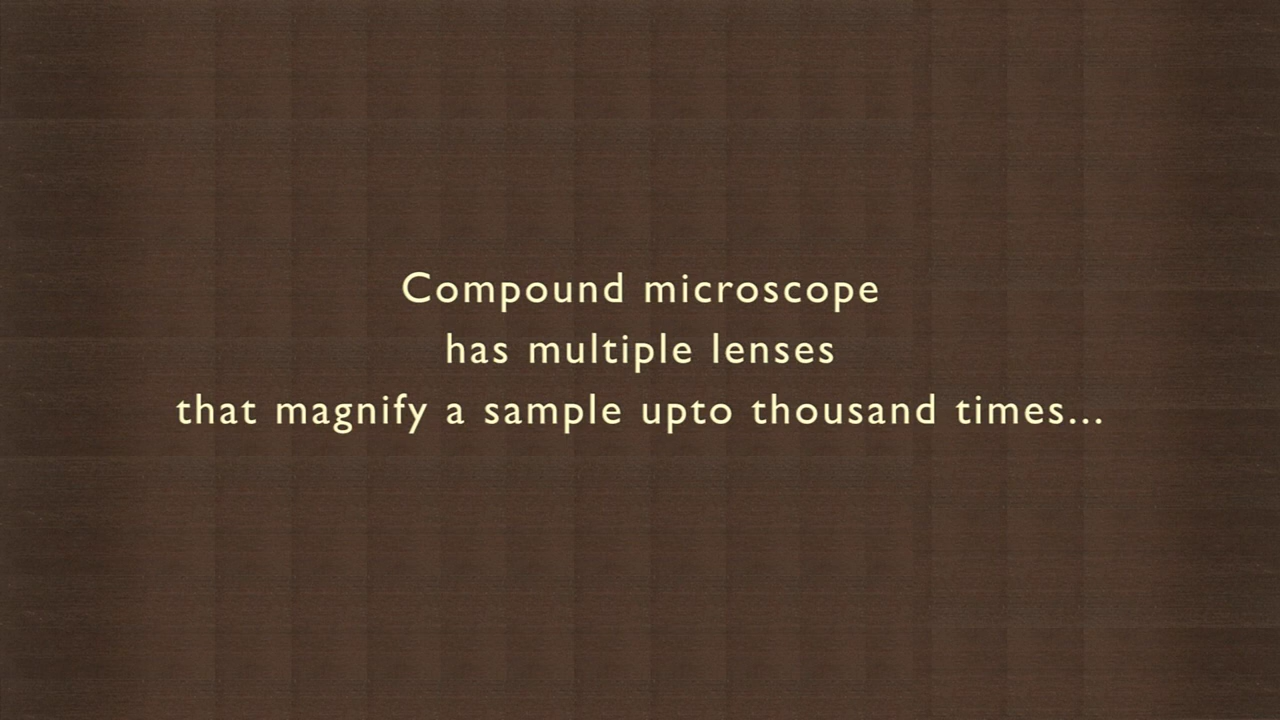 Compound microscope
has multiple lenses
that magnify a sample upto thousand times...